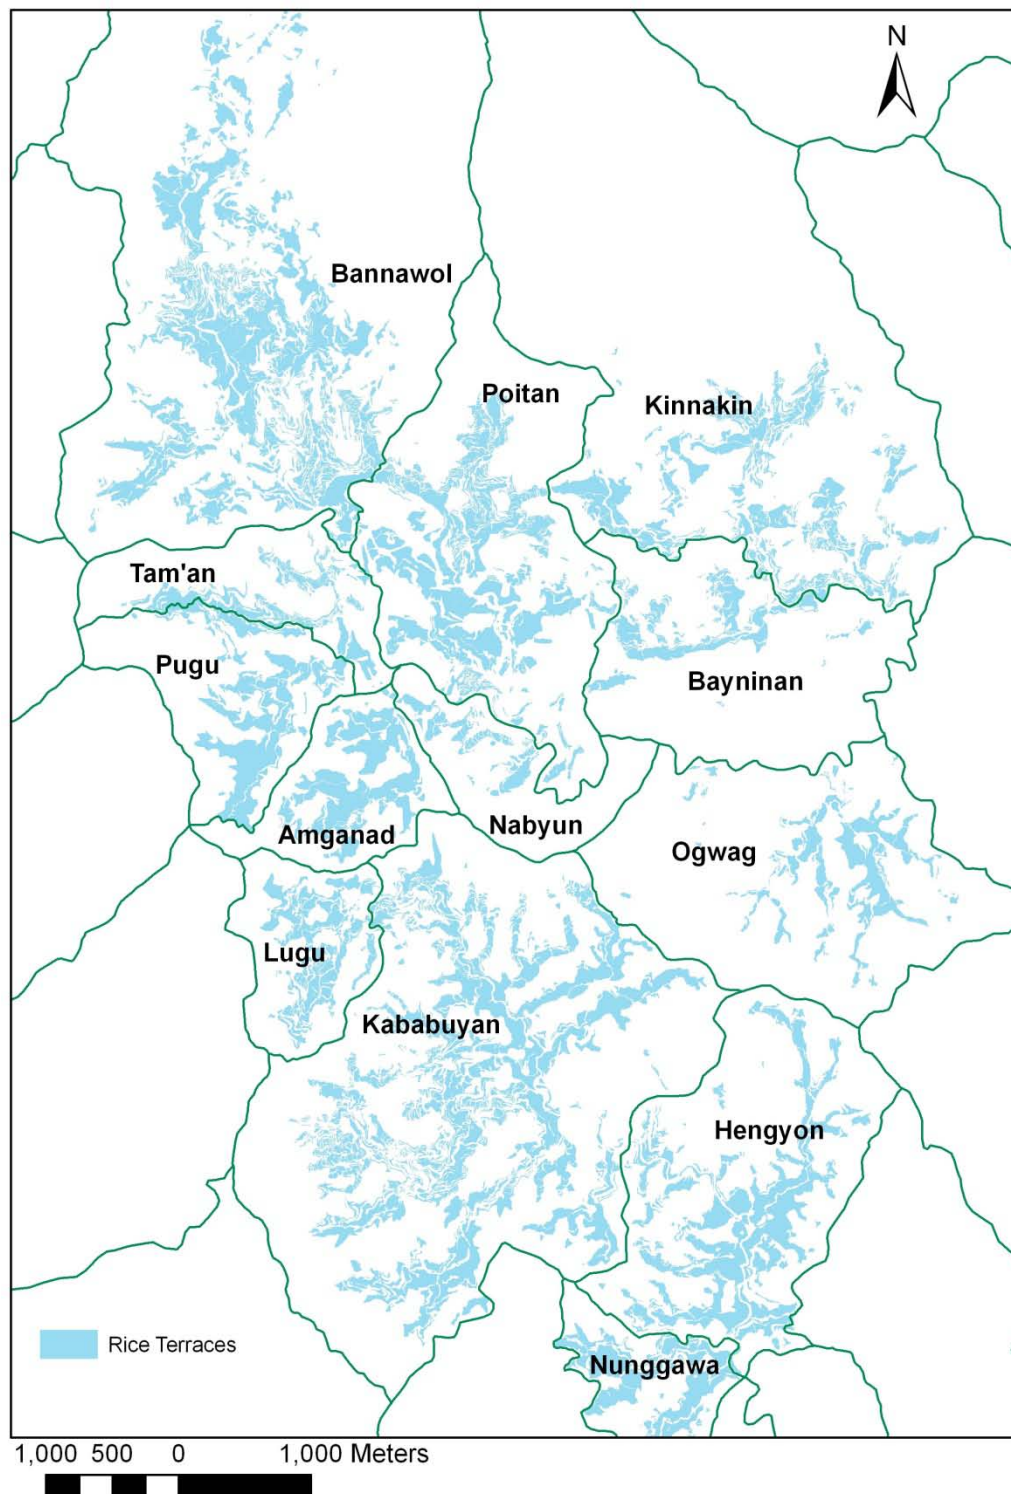 N
Bannawol
Poitan
Kinnakin
Tam'an
Pugu
Bayninan
Amganad
Nabyun
Ogwag
Lugu
Kababuyan
Hengyon
Rice Terraces
Nunggawa
1,000 500 0 1,000 Meters